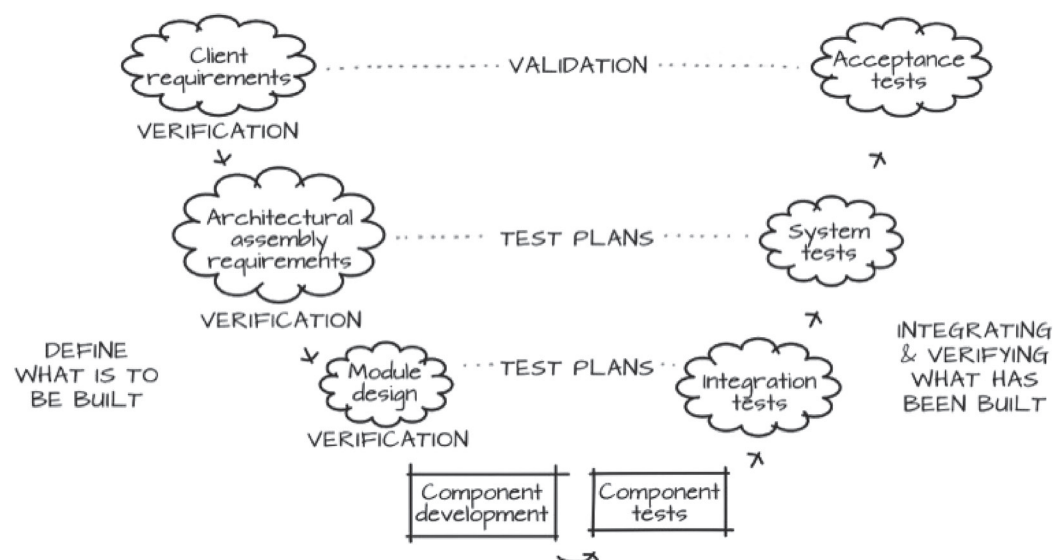 Client
requirements
VALIDATION
Acceptance
tests
VERIFICATION
Architectural
assembly
requirements
TEST PLANS
System
tests
VERIFICATION
DEFINE
WHAT IS TO
BE BUILT
Module
design
TEST PLANS
Integration
tests
INTEGRATING
& VERIFYING
WHAT HAS
BEEN BUILT
VERIFICATION
Component
development
Component
tests